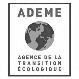 ADEME
AGENCE DE LA
TRANSITION
ÉCOLOGIQUE